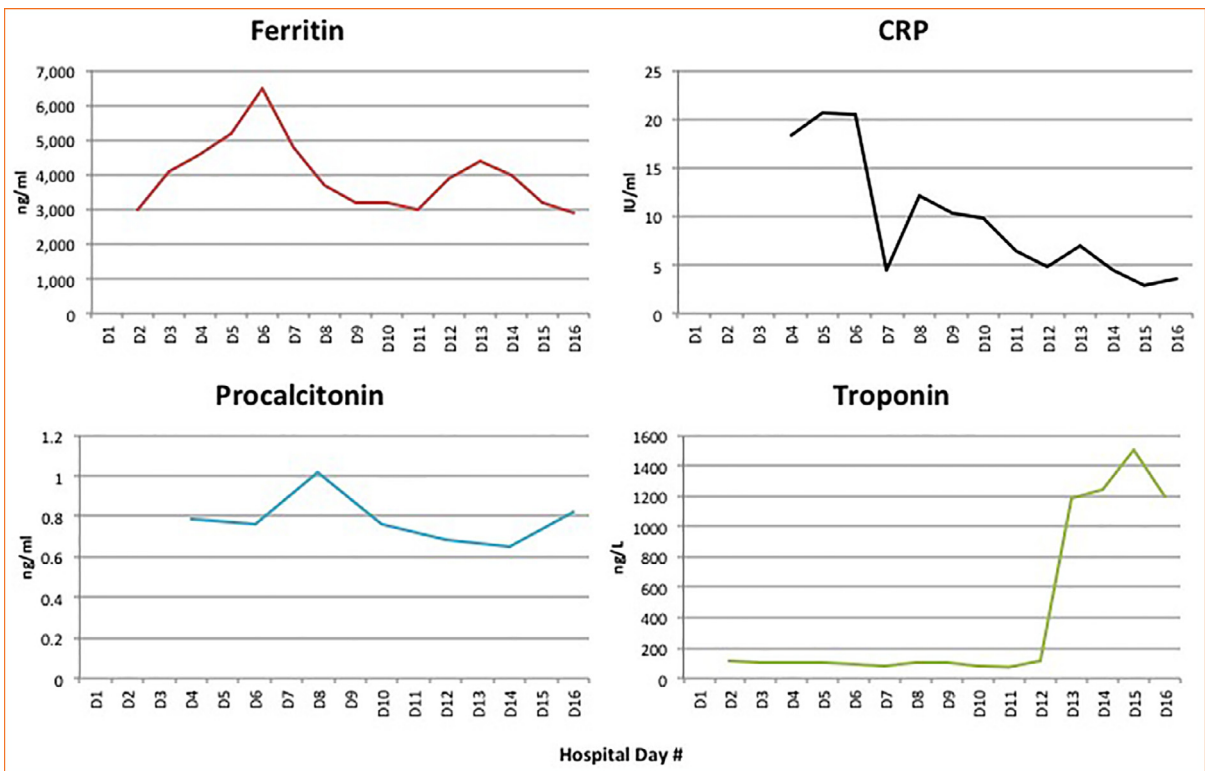 Ferritin
7,000
6,000
5,000
4,000
3,000
2,000
1,000
0
ng/ml
D1 D2 D3 D4 D5 D6 D7 D8 D9 D10 D11 D12 D13 D14 D15 D16
CRP
25
20
15
10
5
0
IU/ml
D1 D2 D3 D4 D5 D6 D7 D8 D9 D10 D11 D12 D13 D14 D15 D16
Procalcitonin
1.2
1
0.8
0.6
0.4
0.2
0
ng/ml
D1 D2 D3 D4 D5 D6 D7 D8 D9 D10 D11 D12 D13 D14 D15 D16
Troponin
1600
1400
1200
1000
800
600
400
200
0
ng/L
D1 D2 D3 D4 D5 D6 D7 D8 D9 D10 D11 D12 D13 D14 D15 D16
Hospital Day #